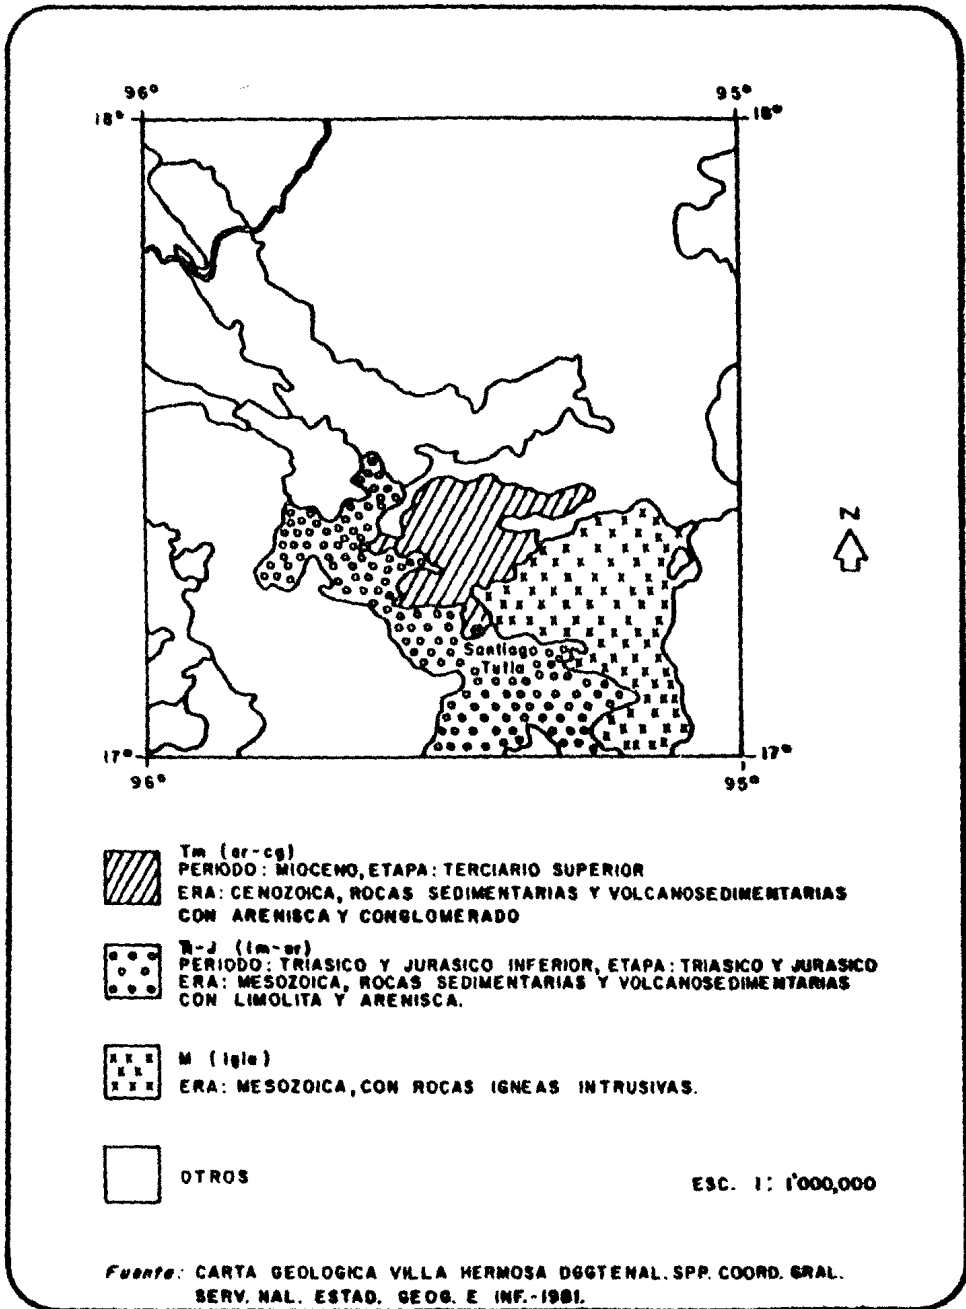 96° 95°
18° 18°
N
Santiago
Tutla
17° 17°
96° 95°
Tm (ar-cg)
PERIODO: MIOCENO, ETAPA: TERCIARIO SUPERIOR
ERA: CENOZOICA, ROCAS SEDIMENTARIAS Y VOLCANOSEDIMENTARIAS
CON ARENISCA Y CONGLOMERADO
R-J (lm-ar)
PERIODO: TRIASICO Y JURASICO INFERIOR, ETAPA: TRIASICO Y JURASICO
ERA: MESOZOICA, ROCAS SEDIMENTARIAS Y VOLCANOSEDIMENTARIAS
CON LIMOLITA Y ARENISCA.
M (igia)
ERA: MESOZOICA, CON ROCAS IGNEAS INTRUSIVAS.
OTROS
ESC. 1: 1'000,000
Fuente: CARTA GEOLOGICA VILLA HERMOSA DGGTENAL. SPP. COORD. GRAL.
SERV. NAL. ESTAD. GEOG. E INF.-1981.